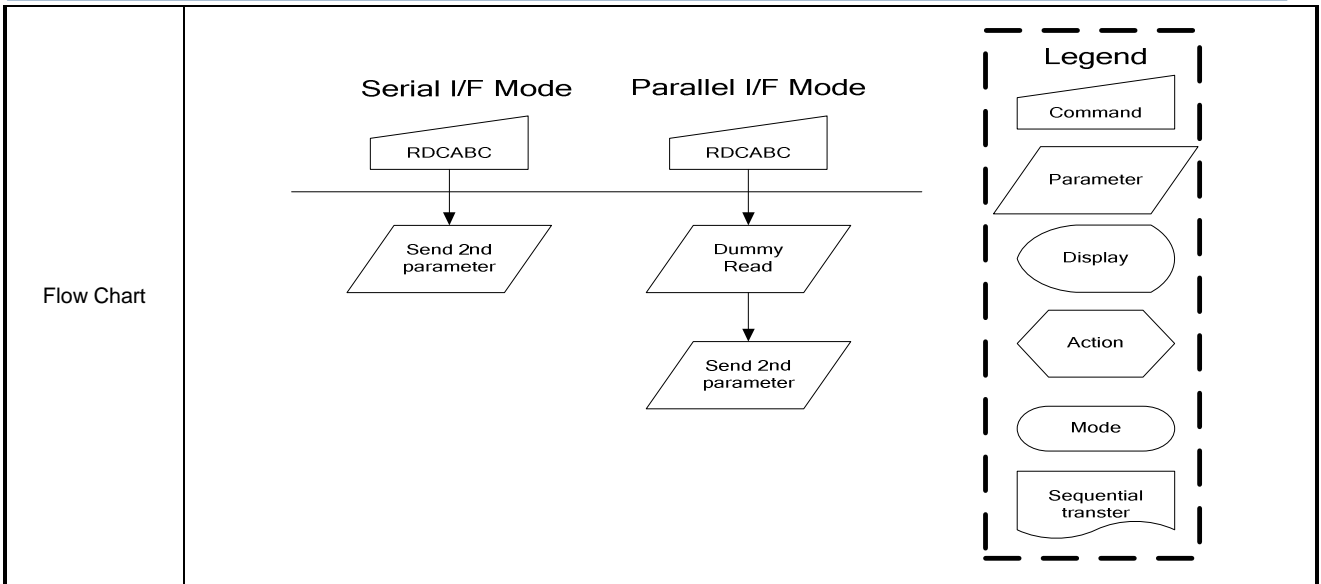 Flow Chart
Serial I/F Mode
RDCABC
Send 2nd
parameter
Parallel I/F Mode
RDCABC
Dummy
Read
Send 2nd
parameter
Legend
Command
Parameter
Display
Action
Mode
Sequential
transter